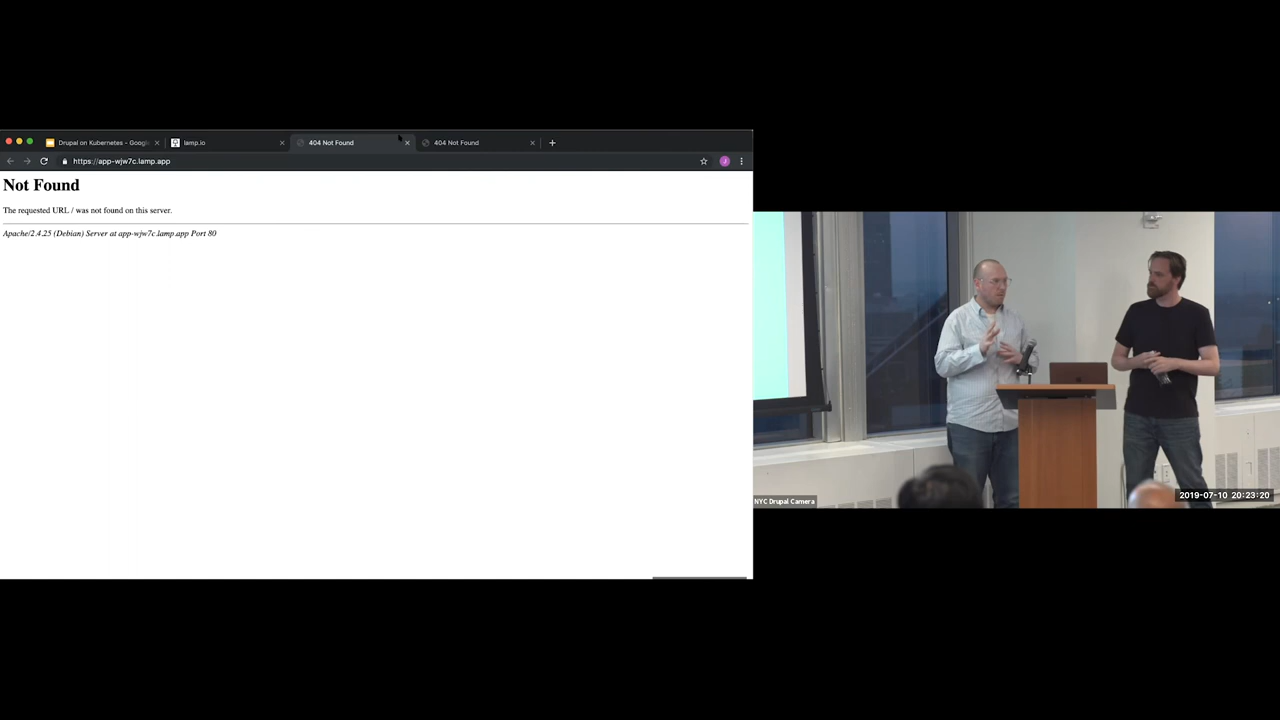 Drupal on Kubernetes - Googl
lamp.io
404 Not Found
404 Not Found
https://app-wjw7c.lamp.app
J
Not Found
The requested URL / was not found on this server.
Apache/2.4.25 (Debian) Server at app-wjw7c.lamp.app Port 80
NYC Drupal Camera
2019-07-10 20:23:20